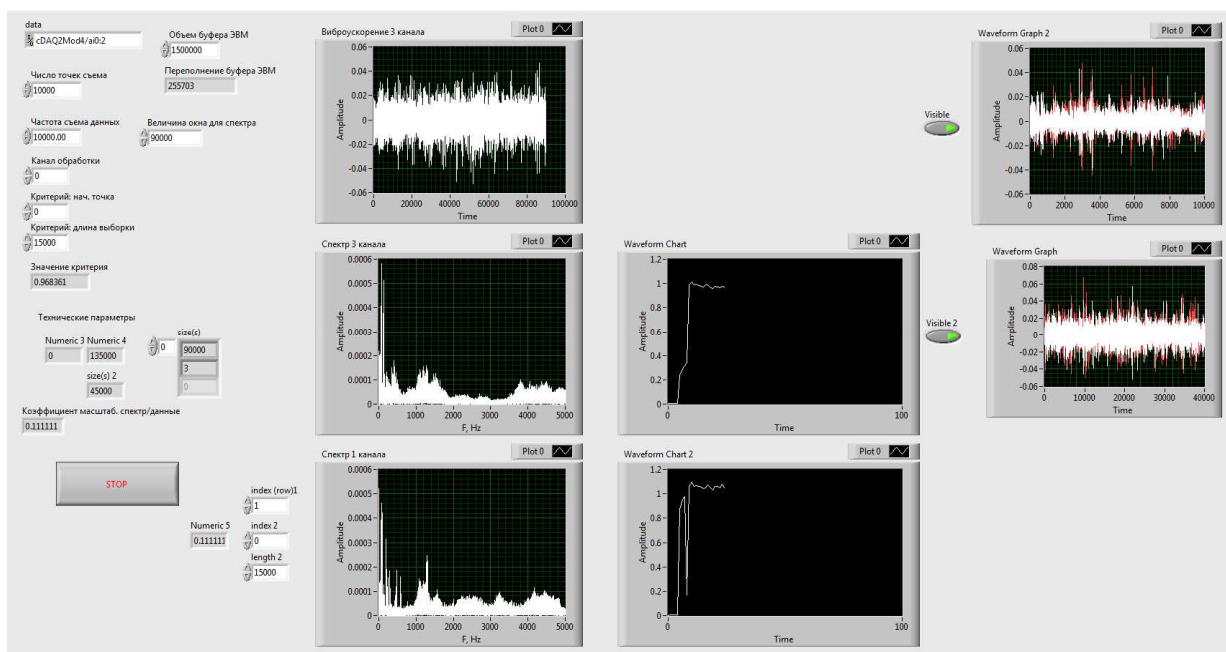 data
cDAQ2Mod4/ai0:2
Объем буфера ЭВМ
1500000
Число точек съема
10000
Переполнение буфера ЭВМ
255703
Частота съема данных
10000.00
Величина окна для спектра
90000
Канал обработки
0
Критерий: нач. точка
0
Критерий: длина выборки
15000
Значение критерия
0.968361
Технические параметры
Numeric 3 Numeric 4
0 135000
size(s)
0 90000
3
0
size(s) 2
45000
Коэффициент масштаб. спектр/данные
0.111111
STOP
index (row)1
1
Numeric 5
0.111111
index 2
0
length 2
15000
Виброускорение 3 канала
Plot 0
Amplitude
0.06
0.04
0.02
0
-0.02
-0.04
-0.06
0 20000 40000 60000 80000 100000
Time
Спектр 3 канала
Plot 0
Amplitude
0.0006
0.0005
0.0004
0.0003
0.0002
0.0001
0
0 1000 2000 3000 4000 5000
F, Hz
Спектр 1 канала
Plot 0
Amplitude
0.0006
0.0005
0.0004
0.0003
0.0002
0.0001
0
0 1000 2000 3000 4000 5000
F, Hz
Waveform Chart
Plot 0
Amplitude
1.2
1
0.8
0.6
0.4
0.2
0
0 100
Time
Waveform Chart 2
Plot 0
Amplitude
1.2
1
0.8
0.6
0.4
0.2
0
0 100
Time
Visible
Waveform Graph 2
Plot 0
Amplitude
0.06
0.04
0.02
0
-0.02
-0.04
-0.06
0 2000 4000 6000 8000 10000
Time
Visible 2
Waveform Graph
Plot 0
Amplitude
0.08
0.06
0.04
0.02
0
-0.02
-0.04
-0.06
0 10000 20000 30000 40000
Time